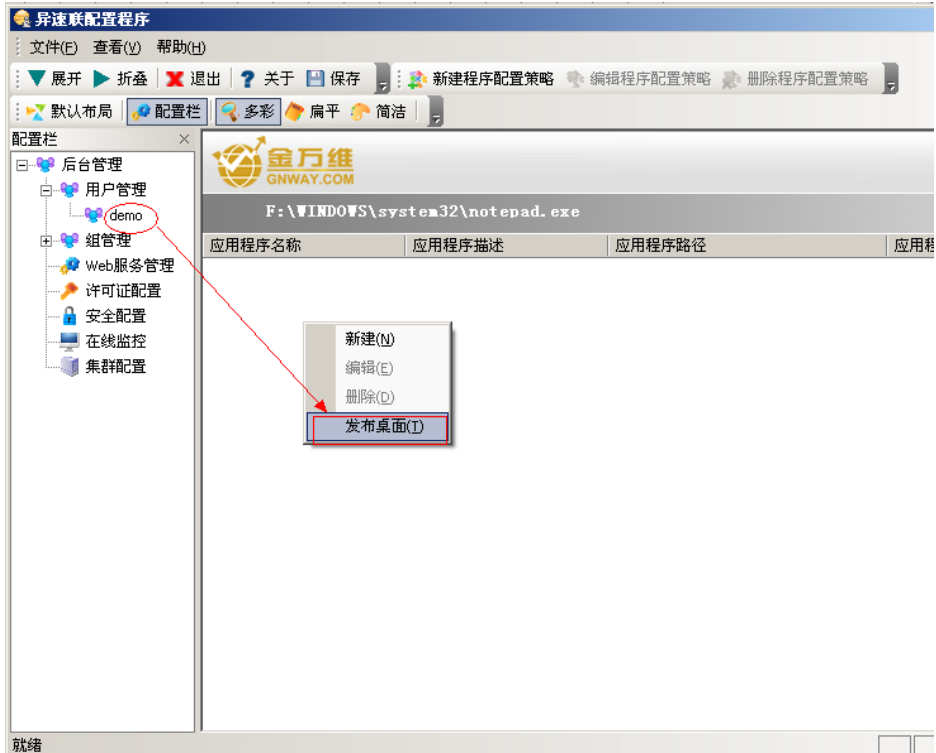 异速联配置程序
文件(F) 查看(V) 帮助(H)
展开 折叠 退出 关于 保存 新建程序配置策略 编辑程序配置策略 删除程序配置策略
默认布局 配置栏 多彩 扁平 简洁
配置栏
后台管理
用户管理
demo
组管理
Web服务管理
许可证配置
安全配置
在线监控
集群配置
金万维
GNWAY.COM
F:\WINDOWS\system32\notepad.exe
应用程序名称 应用程序描述 应用程序路径 应用程
新建(N)
编辑(E)
删除(D)
发布桌面(T)
就绪